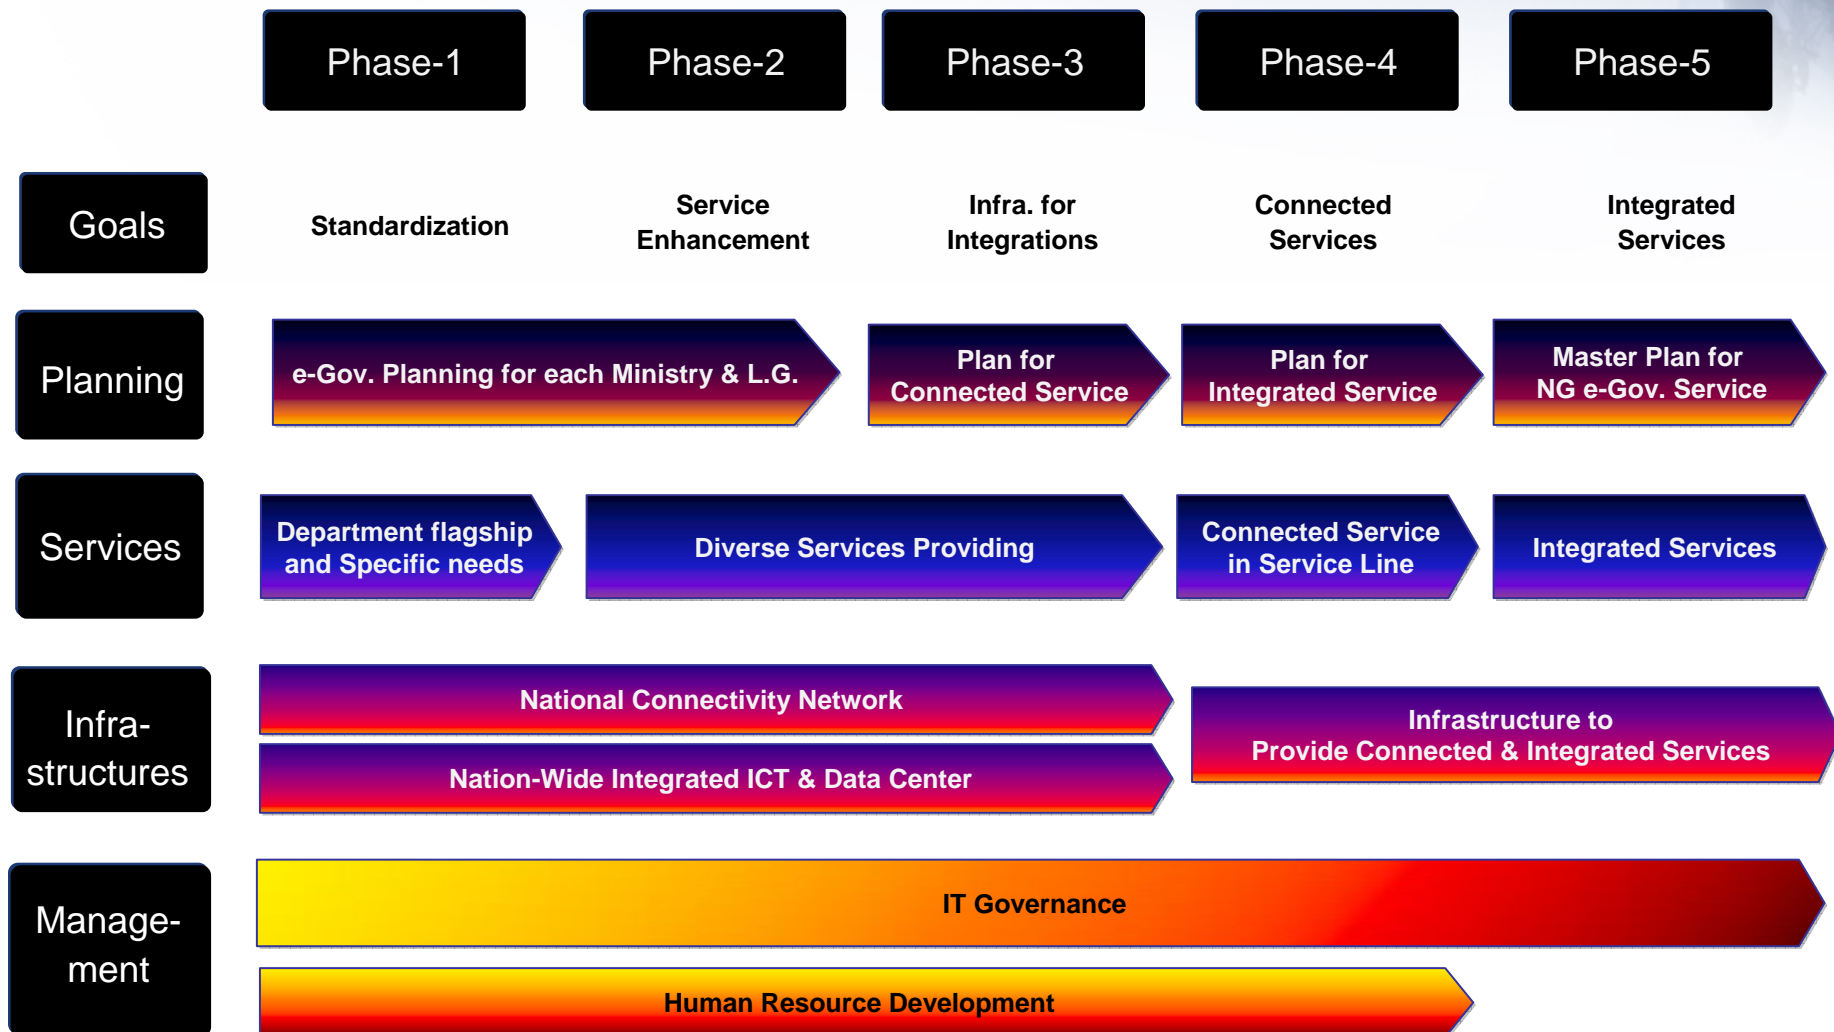 Phase-1
Phase-2
Phase-3
Phase-4
Phase-5
Goals
Standardization
Service
Enhancement
Infra. for
Integrations
Connected
Services
Integrated
Services
Planning
e-Gov. Planning for each Ministry & L.G.
Plan for
Connected Service
Plan for
Integrated Service
Master Plan for
NG e-Gov. Service
Services
Department flagship
and Specific needs
Diverse Services Providing
Connected Service
in Service Line
Integrated Services
Infra-
structures
National Connectivity Network
Nation-Wide Integrated ICT & Data Center
Infrastructure to
Provide Connected & Integrated Services
Manage-
ment
IT Governance
Human Resource Development